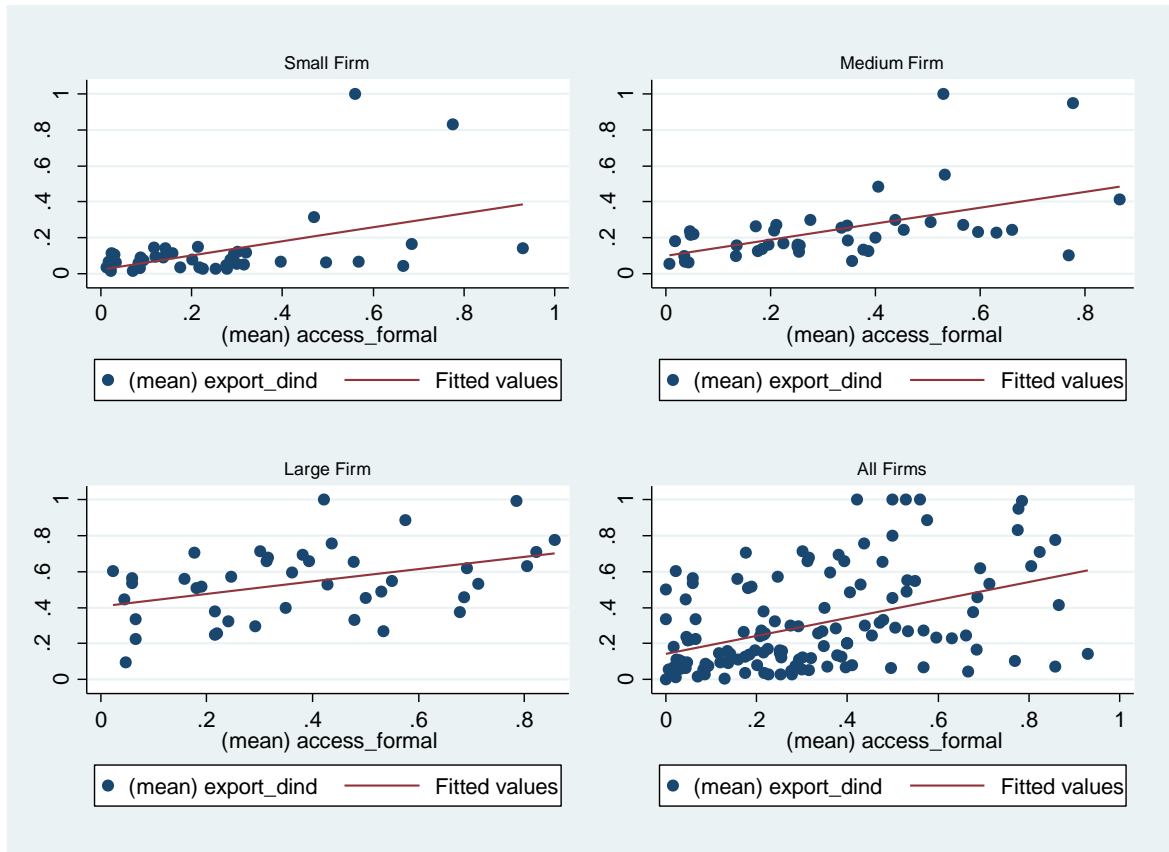 Small Firm
0 .2 .4 .6 .8 1
0 .2 .4 .6 .8 1
(mean) access_formal
(mean) export_dind Fitted values
Medium Firm
0 .2 .4 .6 .8 1
0 .2 .4 .6 .8
(mean) access_formal
(mean) export_dind Fitted values
Large Firm
0 .2 .4 .6 .8 1
0 .2 .4 .6 .8
(mean) access_formal
(mean) export_dind Fitted values
All Firms
0 .2 .4 .6 .8 1
0 .2 .4 .6 .8 1
(mean) access_formal
(mean) export_dind Fitted values